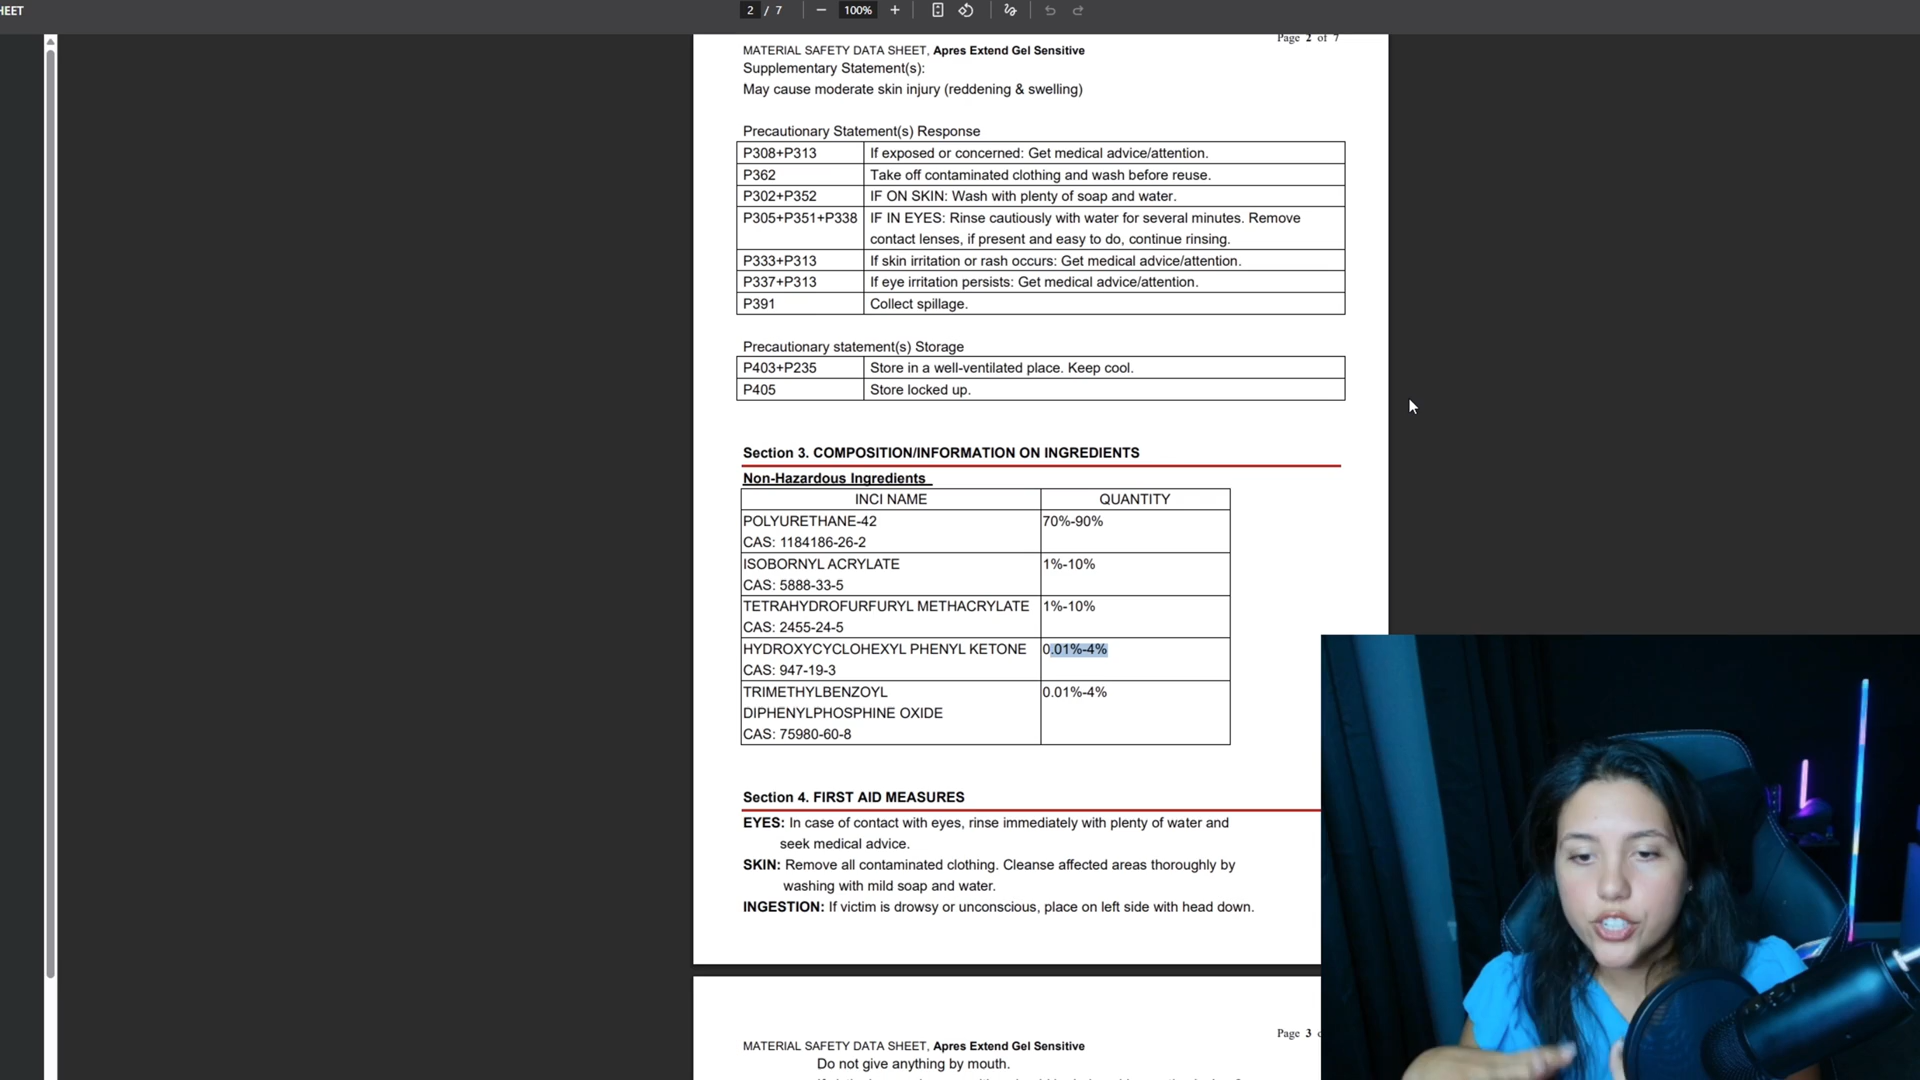 HEET
2 / 7
100%
Page 2 of 7
MATERIAL SAFETY DATA SHEET, Apres Extend Gel Sensitive
Supplementary Statement(s):
May cause moderate skin injury (reddening & swelling)
Precautionary Statement(s) Response
P308+P313 If exposed or concerned: Get medical advice/attention.
P362 Take off contaminated clothing and wash before reuse.
P302+P352 IF ON SKIN: Wash with plenty of soap and water.
P305+P351+P338 IF IN EYES: Rinse cautiously with water for several minutes. Remove
contact lenses, if present and easy to do, continue rinsing.
P333+P313 If skin irritation or rash occurs: Get medical advice/attention.
P337+P313 If eye irritation persists: Get medical advice/attention.
P391 Collect spillage.
Precautionary statement(s) Storage
P403+P235 Store in a well-ventilated place. Keep cool.
P405 Store locked up.
Section 3. COMPOSITION/INFORMATION ON INGREDIENTS
Non-Hazardous Ingredients
INCI NAME QUANTITY
POLYURETHANE-42 70%-90%
CAS: 1184186-26-2
ISOBORNYL ACRYLATE 1%-10%
CAS: 5888-33-5
TETRAHYDROFURFURYL METHACRYLATE 1%-10%
CAS: 2455-24-5
HYDROXYCYCLOHEXYL PHENYL KETONE 0.01%-4%
CAS: 947-19-3
TRIMETHYLBENZOYL 0.01%-4%
DIPHENYLPHOSPHINE OXIDE
CAS: 75980-60-8
Section 4. FIRST AID MEASURES
EYES: In case of contact with eyes, rinse immediately with plenty of water and
seek medical advice.
SKIN: Remove all contaminated clothing. Cleanse affected areas thoroughly by
washing with mild soap and water.
INGESTION: If victim is drowsy or unconscious, place on left side with head down.
Page 3
MATERIAL SAFETY DATA SHEET, Apres Extend Gel Sensitive
Do not give anything by mouth.